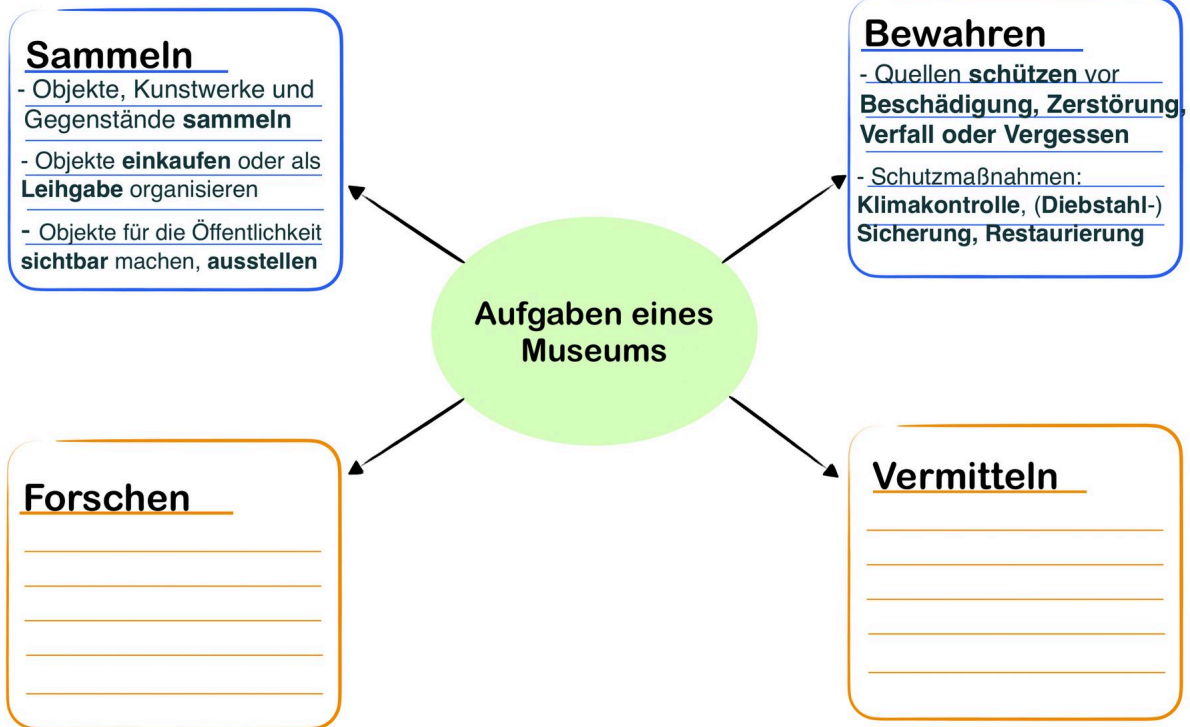 Sammeln
- Objekte, Kunstwerke und
Gegenstände sammeln
- Objekte einkaufen oder als
Leihgabe organisieren
- Objekte für die Öffentlichkeit
sichtbar machen, ausstellen
Bewahren
- Quellen schützen vor
Beschädigung, Zerstörung,
Verfall oder Vergessen
- Schutzmaßnahmen:
Klimakontrolle, (Diebstahl-)
Sicherung, Restaurierung
Aufgaben eines
Museums
Forschen
Vermitteln